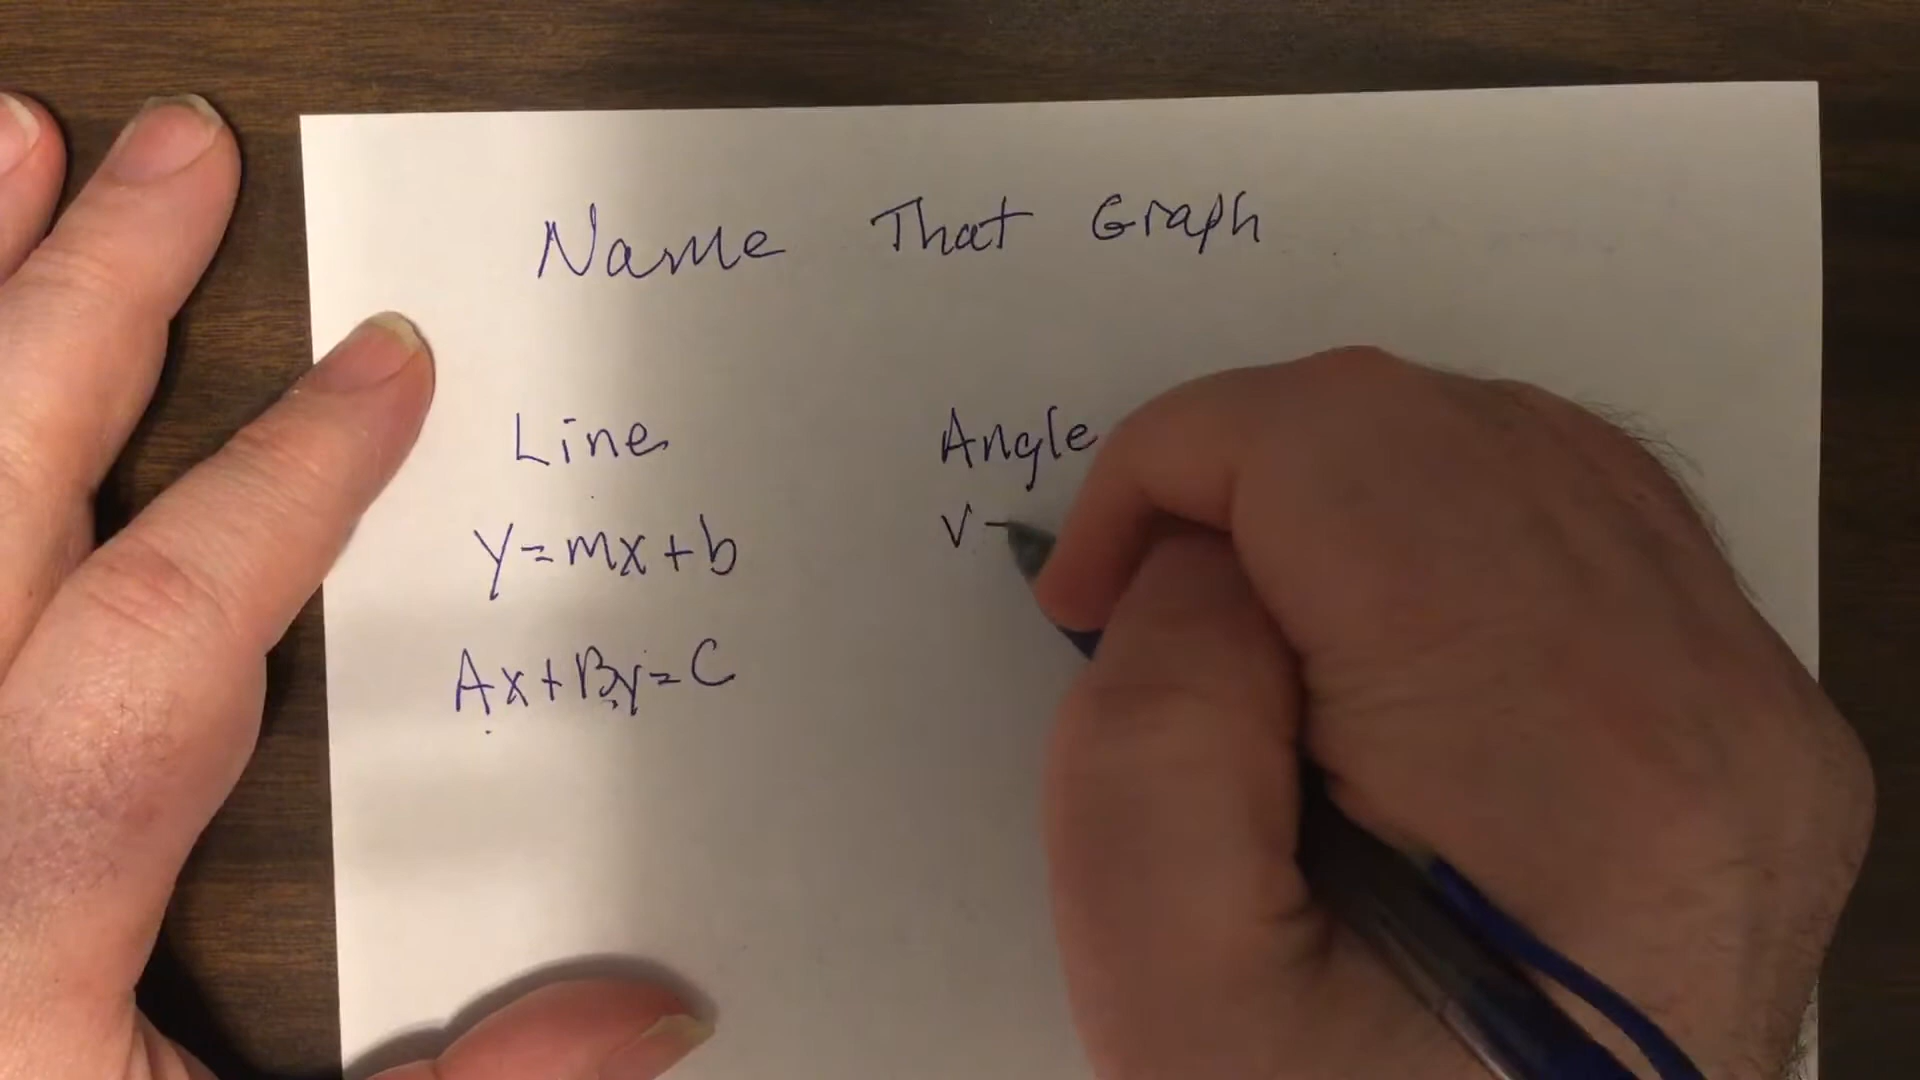 Name That Graph
Line
y=mx+b
Ax+By=C
Angle
V-